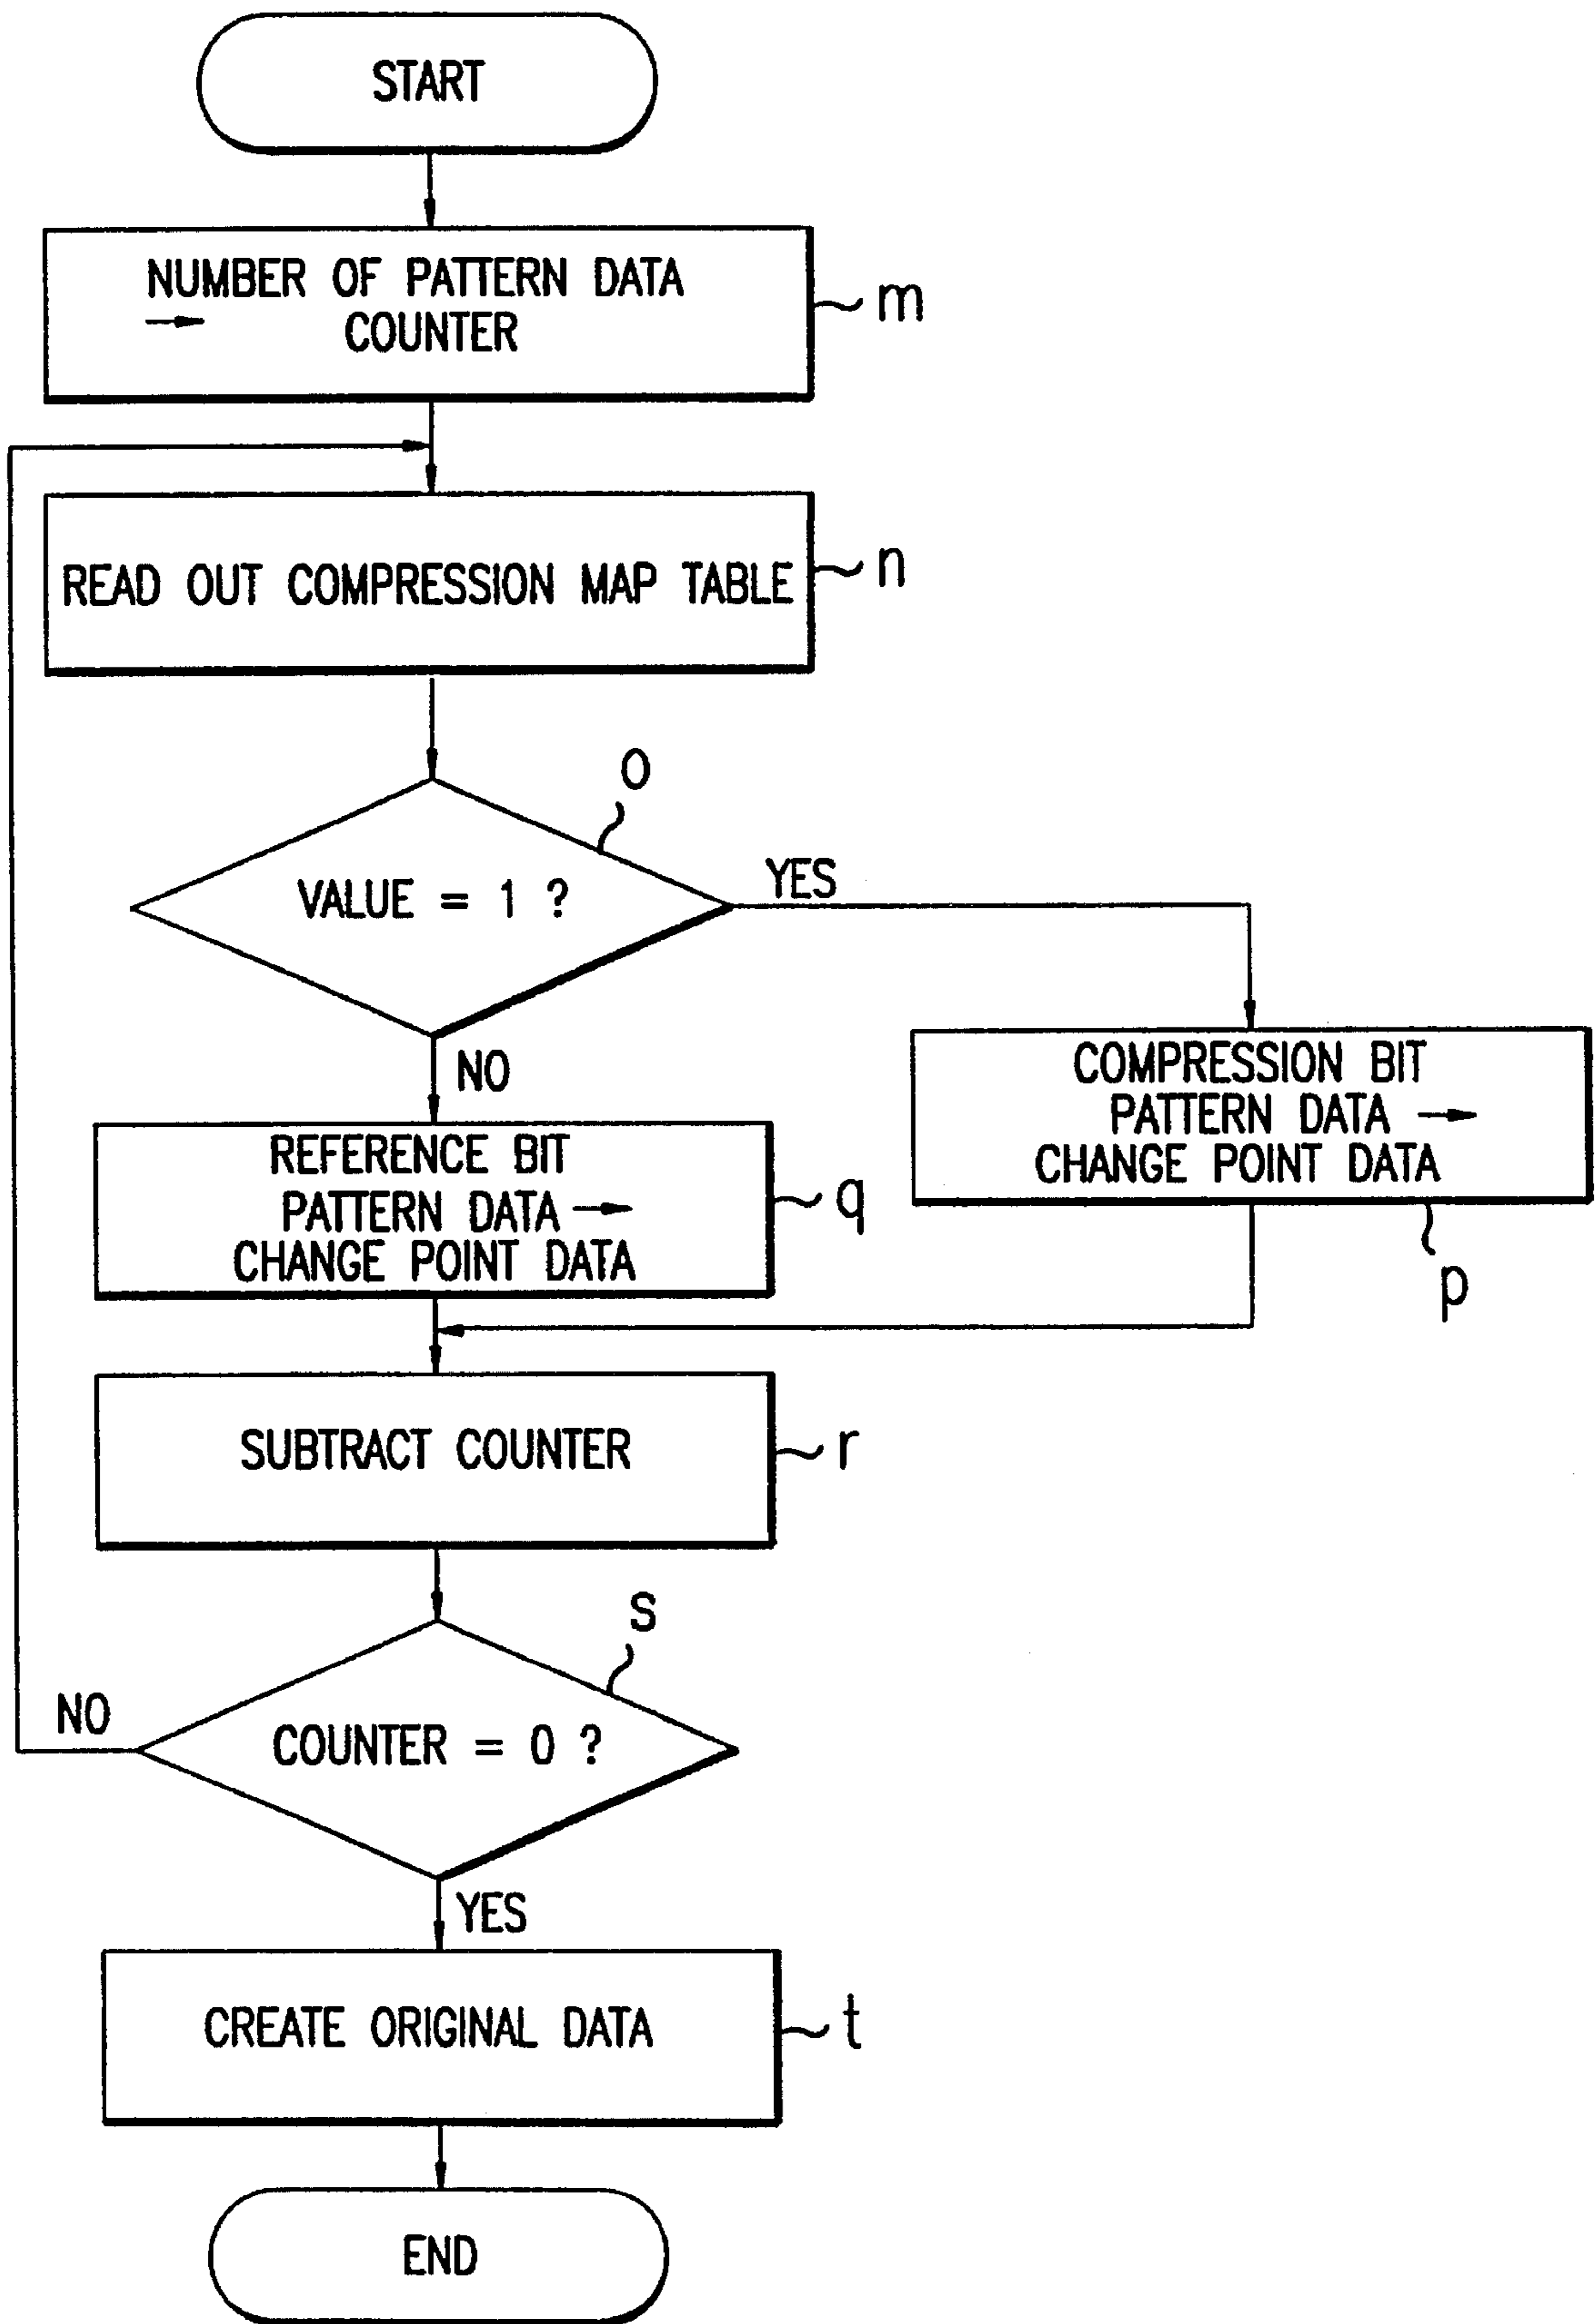 START
NUMBER OF PATTERN DATA
→ COUNTER
m
READ OUT COMPRESSION MAP TABLE
n
o
VALUE = 1 ?
YES
NO
COMPRESSION BIT
PATTERN DATA →
CHANGE POINT DATA
p
REFERENCE BIT
PATTERN DATA →
CHANGE POINT DATA
q
SUBTRACT COUNTER
r
s
COUNTER = 0 ?
NO
YES
CREATE ORIGINAL DATA
t
END